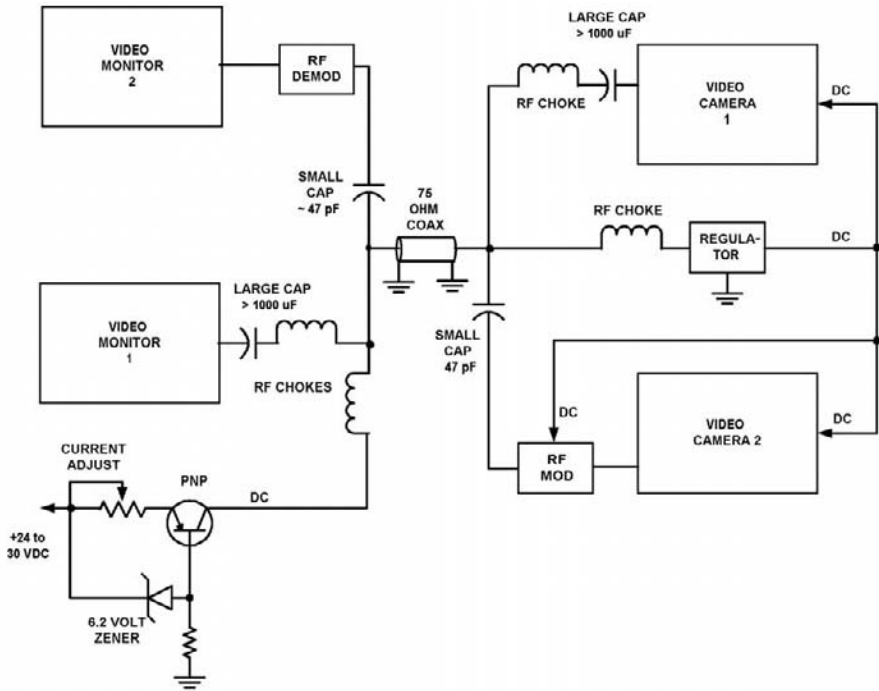 VIDEO
MONITOR
2
RF
DEMOD
SMALL
CAP
~ 47 pF
75
OHM
COAX
LARGE CAP
> 1000 uF
RF CHOKE
VIDEO
CAMERA
1
DC
RF CHOKE
REGULA-
TOR
DC
LARGE CAP
> 1000 uF
VIDEO
MONITOR
1
RF CHOKES
SMALL
CAP
47 pF
DC
RF
MOD
VIDEO
CAMERA 2
DC
CURRENT
ADJUST
PNP
DC
+24 to
30 VDC
6.2 VOLT
ZENER